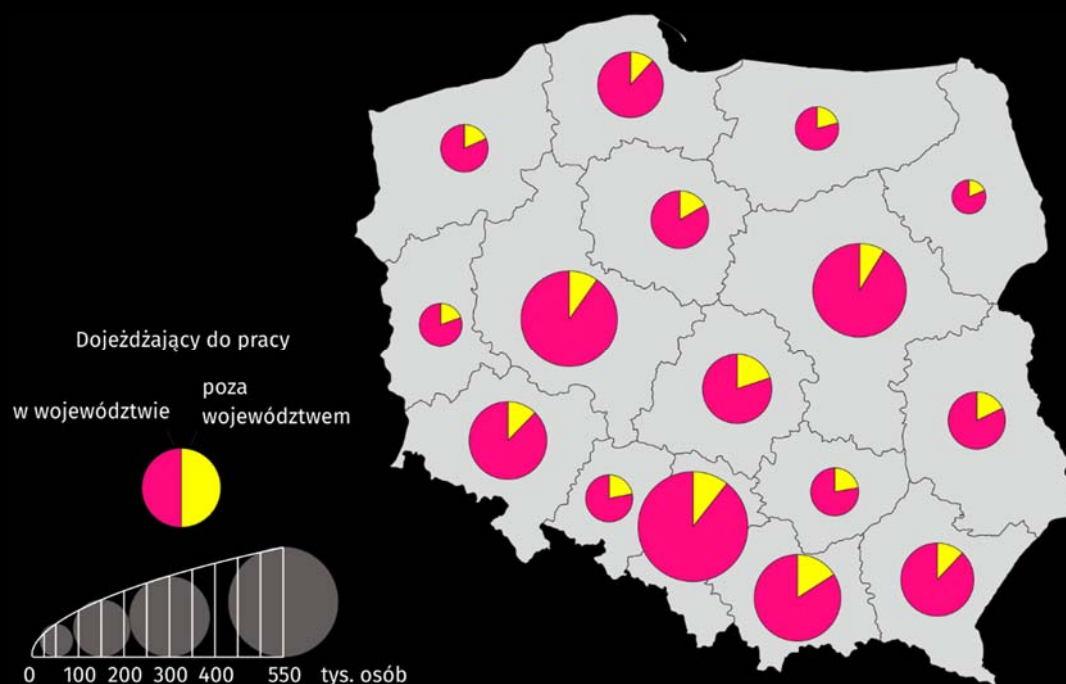 Dojeżdżający do pracy
w województwie
poza
województwem
0 100 200 300 400 550 tys. osób